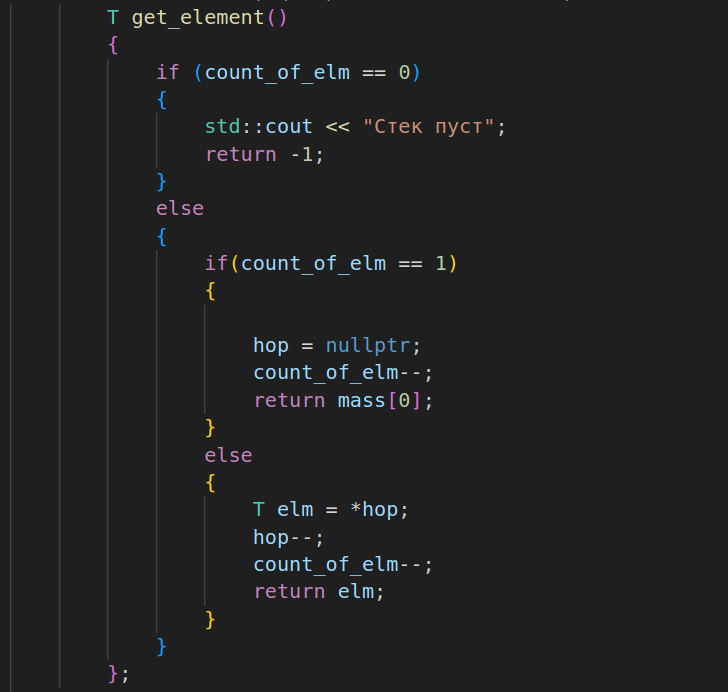 T get_element()
{
if (count_of_elm == 0)
{
std::cout << "Стек пуст";
return -1;
}
else
{
if(count_of_elm == 1)
{
hop = nullptr;
count_of_elm--;
return mass[0];
}
else
{
T elm = *hop;
hop--;
count_of_elm--;
return elm;
}
}
};